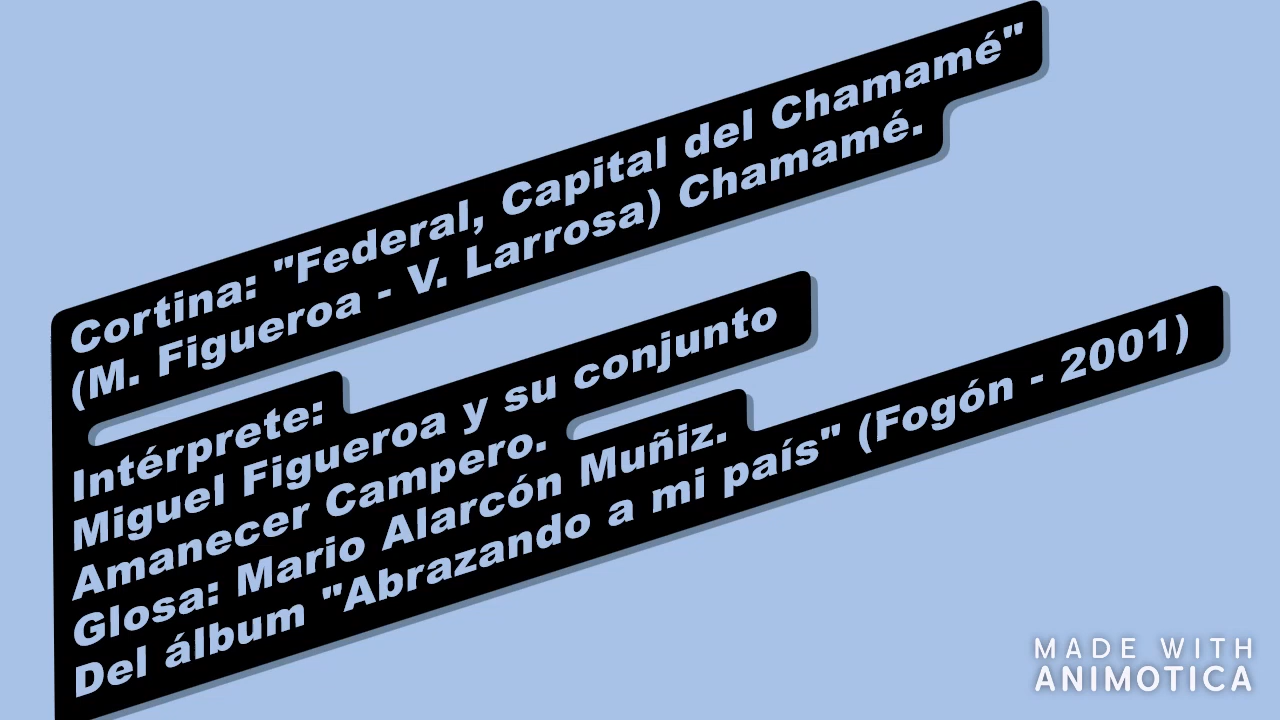 Cortina: "Federal, Capital del Chamamé"
(M. Figueroa - V. Larrosa) Chamamé.
Intérprete:
Miguel Figueroa y su conjunto
Amanecer Campero.
Glosa: Mario Alarcón Muñiz.
Del álbum "Abrazando a mi país" (Fogón - 2001)
MADE WITH
ANIMOTICA